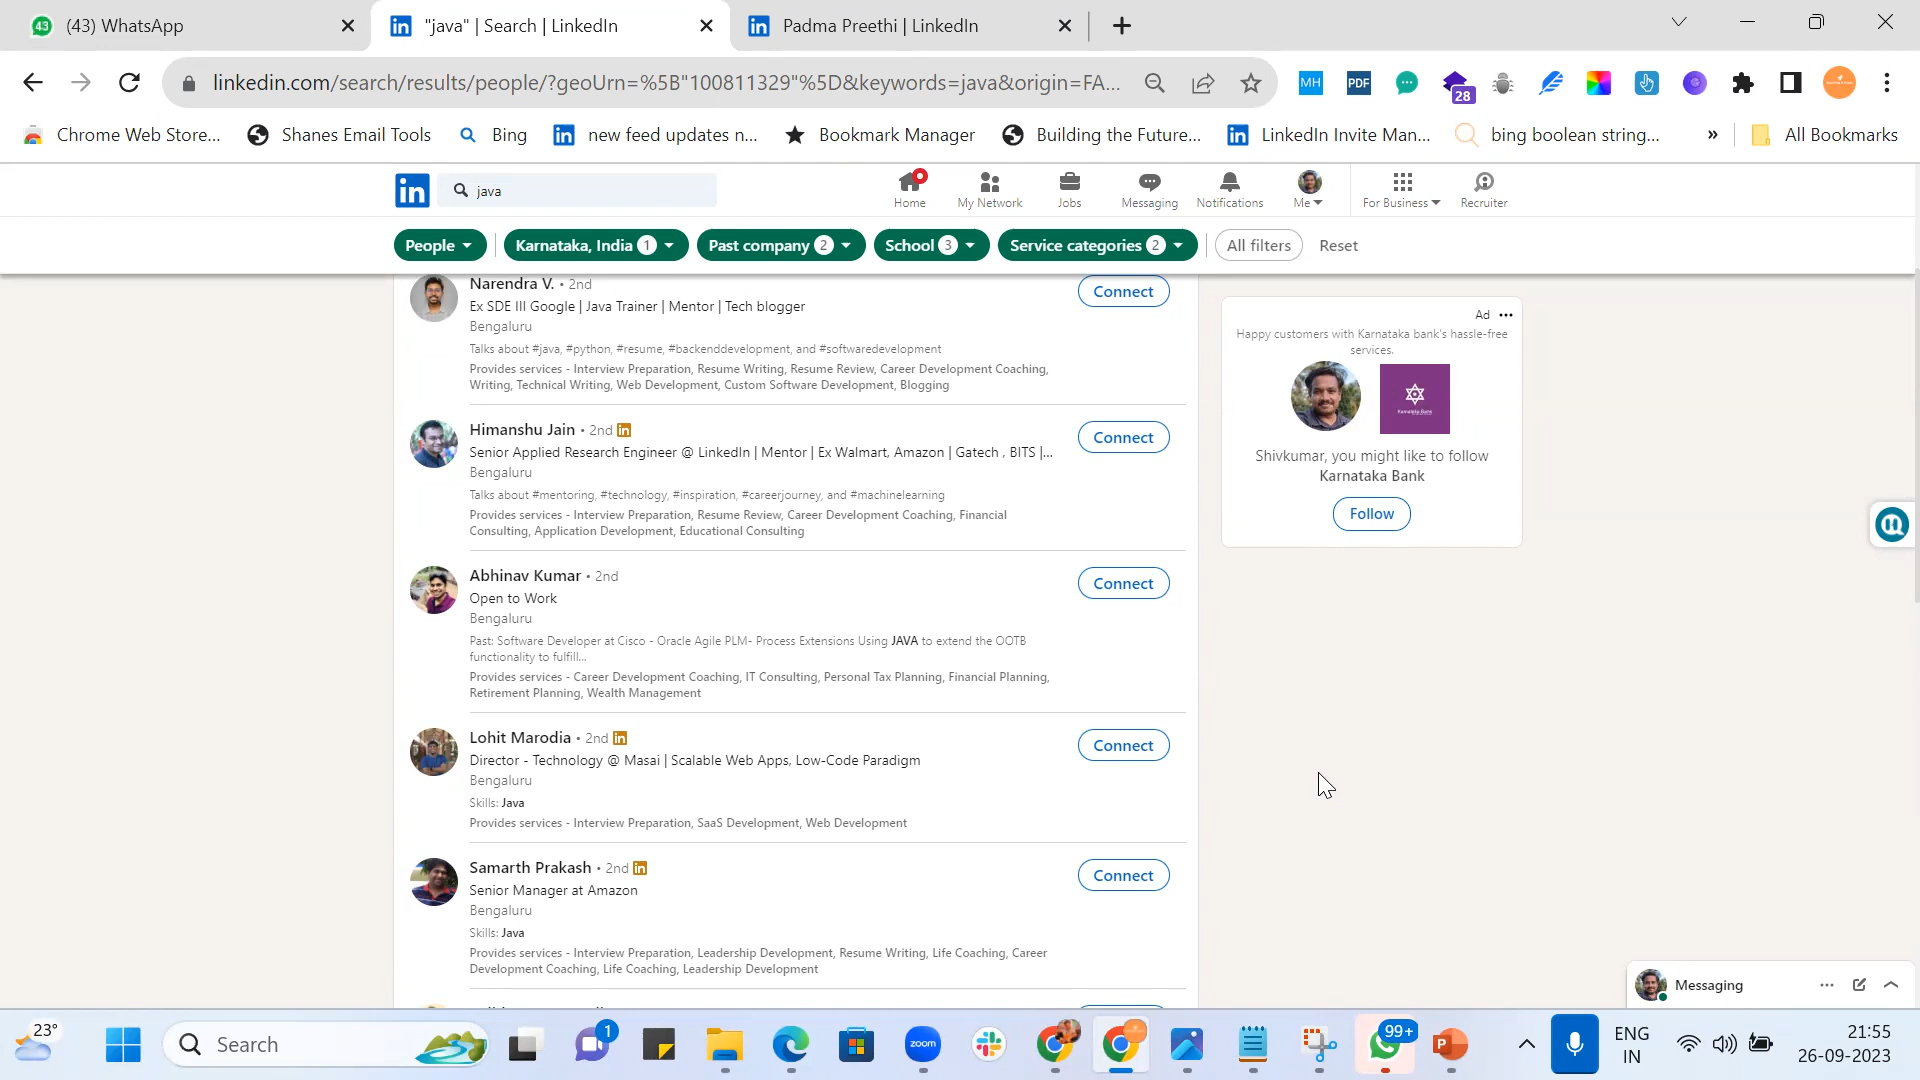 43
(43) WhatsApp
"java" | Search | LinkedIn
Padma Preethi | LinkedIn
linkedin.com/search/results/people/?geoUrn=%5B"100811329"%5D&keywords=java&origin=FA...
MH
PDF
28
Chrome Web Store...
Shanes Email Tools
Bing
new feed updates n...
Bookmark Manager
Building the Future...
LinkedIn Invite Man...
bing boolean string...
»
All Bookmarks
java
Home
My Network
Jobs
Messaging
Notifications
Me
For Business
Recruiter
People
Karnataka, India 1
Past company 2
School 3
Service categories 2
All filters
Reset
Narendra V. • 2nd
Ex SDE III Google | Java Trainer | Mentor | Tech blogger
Bengaluru
Talks about #java, #python, #resume, #backenddevelopment, and #softwaredevelopment
Provides services - Interview Preparation, Resume Writing, Resume Review, Career Development Coaching,
Writing, Technical Writing, Web Development, Custom Software Development, Blogging
Connect
Himanshu Jain • 2nd
Senior Applied Research Engineer @ LinkedIn | Mentor | Ex Walmart, Amazon | Gatech , BITS |...
Bengaluru
Talks about #mentoring, #technology, #inspiration, #careerjourney, and #machinelearning
Provides services - Interview Preparation, Resume Review, Career Development Coaching, Financial
Consulting, Application Development, Educational Consulting
Connect
Abhinav Kumar • 2nd
Open to Work
Bengaluru
Past: Software Developer at Cisco - Oracle Agile PLM- Process Extensions Using JAVA to extend the OOTB
functionality to fulfill...
Provides services - Career Development Coaching, IT Consulting, Personal Tax Planning, Financial Planning,
Retirement Planning, Wealth Management
Connect
Lohit Marodia • 2nd
Director - Technology @ Masai | Scalable Web Apps, Low-Code Paradigm
Bengaluru
Skills: Java
Provides services - Interview Preparation, SaaS Development, Web Development
Connect
Samarth Prakash • 2nd
Senior Manager at Amazon
Bengaluru
Skills: Java
Provides services - Interview Preparation, Leadership Development, Resume Writing, Life Coaching, Career
Development Coaching, Life Coaching, Leadership Development
Connect
Ad
Happy customers with Karnataka bank's hassle-free
services.
Karnataka Bank
Shivkumar, you might like to follow
Karnataka Bank
Follow
Messaging
23°
Search
1
zoom
99+
ENG
IN
21:55
26-09-2023